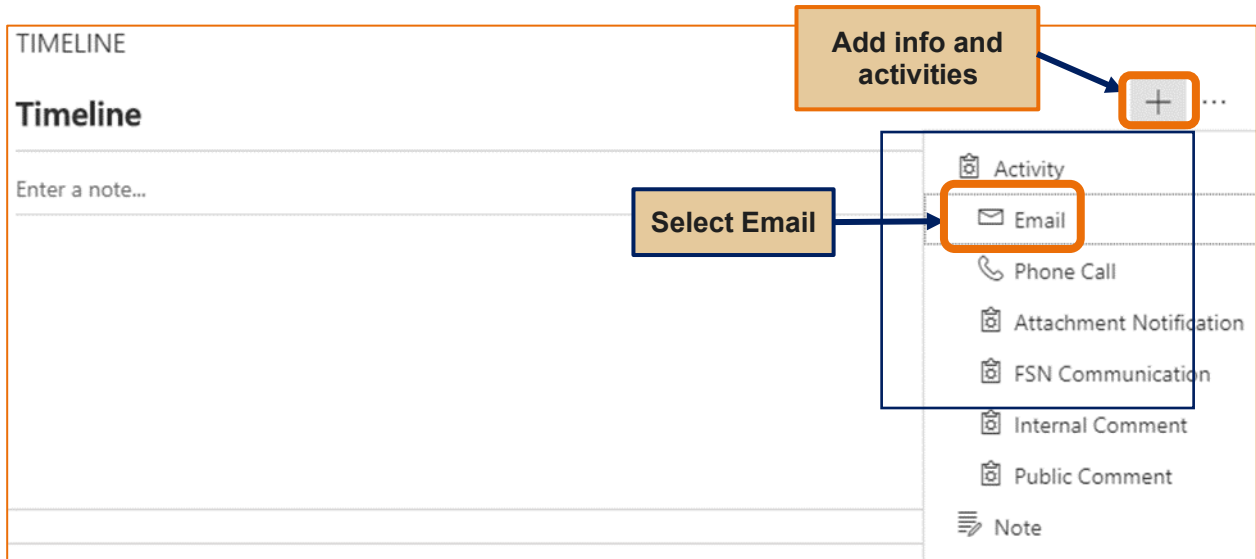 TIMELINE
Add info and
activities
Timeline
+ ...
Enter a note...
Activity
Select Email
Email
Phone Call
Attachment Notification
FSN Communication
Internal Comment
Public Comment
Note